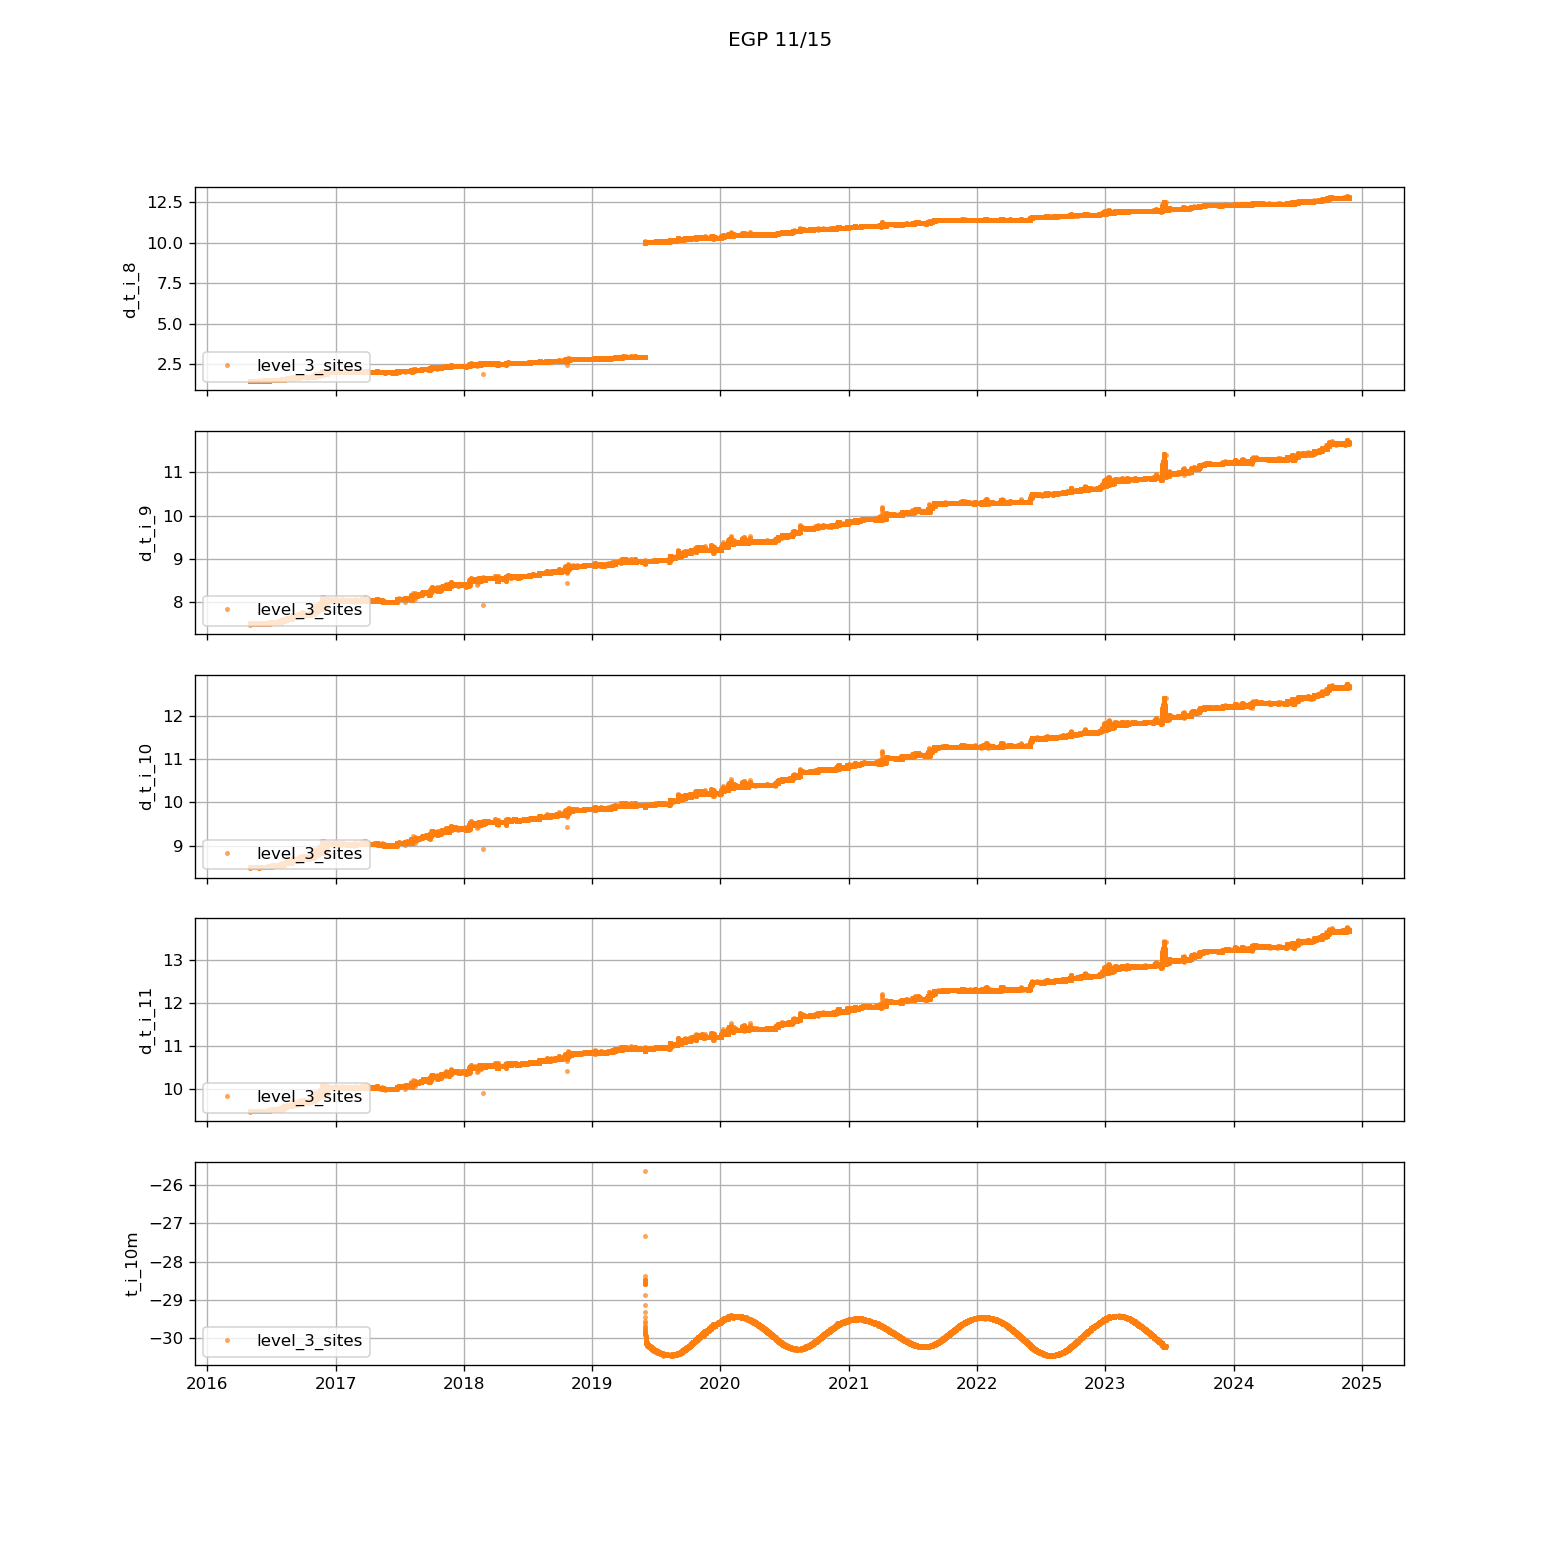 EGP 11/15
12.5
10.0
7.5
5.0
2.5
d_t_i_8
level_3_sites
11
10
9
8
d_t_i_9
level_3_sites
12
11
10
9
d_t_i_10
level_3_sites
13
12
11
10
d_t_i_11
level_3_sites
−26
−27
−28
−29
−30
t_i_10m
level_3_sites
2016 2017 2018 2019 2020 2021 2022 2023 2024 2025